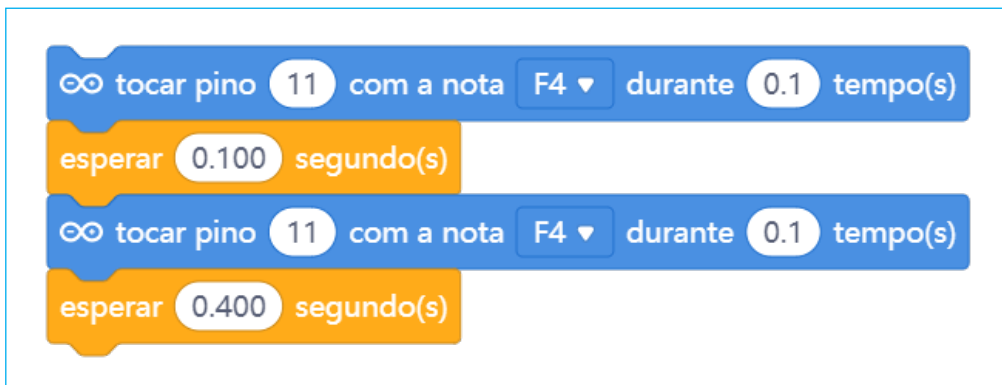 tocar pino 11 com a nota F4 durante 0.1 tempo(s)
esperar 0.100 segundo(s)
tocar pino 11 com a nota F4 durante 0.1 tempo(s)
esperar 0.400 segundo(s)